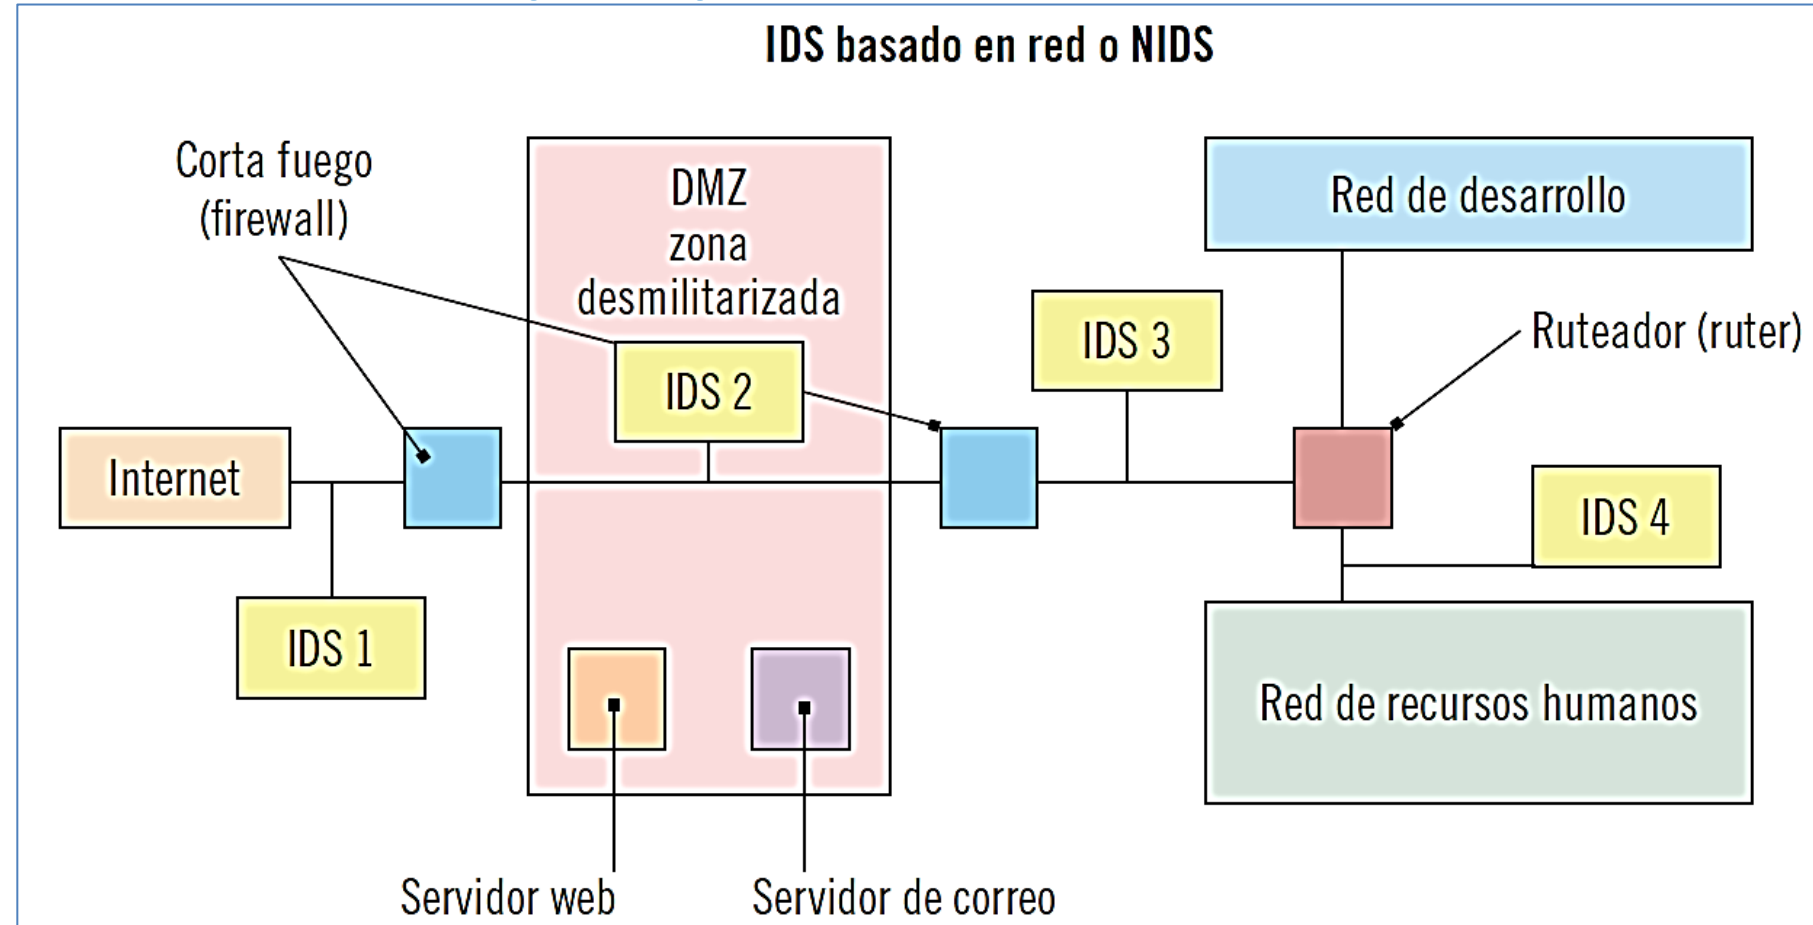 IDS basado en red o NIDS
Corta fuego
(firewall)
DMZ
zona
desmilitarizada
Red de desarrollo
IDS 3
Ruteador (ruter)
IDS 2
Internet
IDS 4
IDS 1
Red de recursos humanos
Servidor web
Servidor de correo